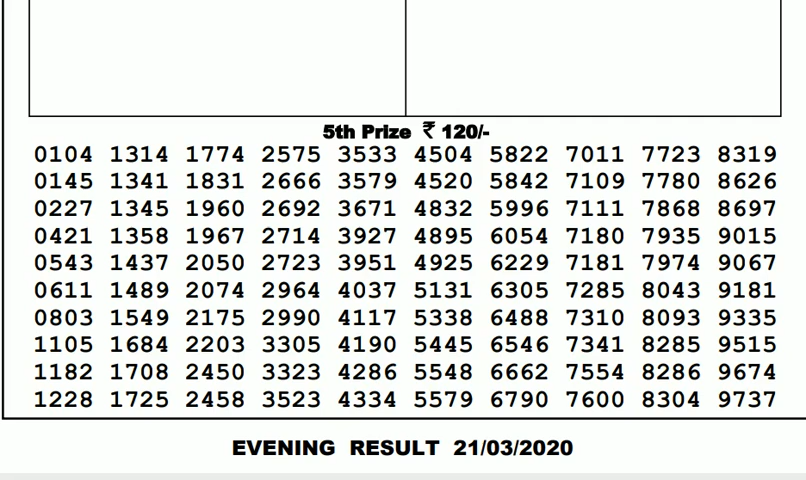 5th Prize ₹ 120/-
0104 1314 1774 2575 3533 4504 5822 7011 7723 8319
0145 1341 1831 2666 3579 4520 5842 7109 7780 8626
0227 1345 1960 2692 3671 4832 5996 7111 7868 8697
0421 1358 1967 2714 3927 4895 6054 7180 7935 9015
0543 1437 2050 2723 3951 4925 6229 7181 7974 9067
0611 1489 2074 2964 4037 5131 6305 7285 8043 9181
0803 1549 2175 2990 4117 5338 6488 7310 8093 9335
1105 1684 2203 3305 4190 5445 6546 7341 8285 9515
1182 1708 2450 3323 4286 5548 6662 7554 8286 9674
1228 1725 2458 3523 4334 5579 6790 7600 8304 9737
EVENING RESULT 21/03/2020